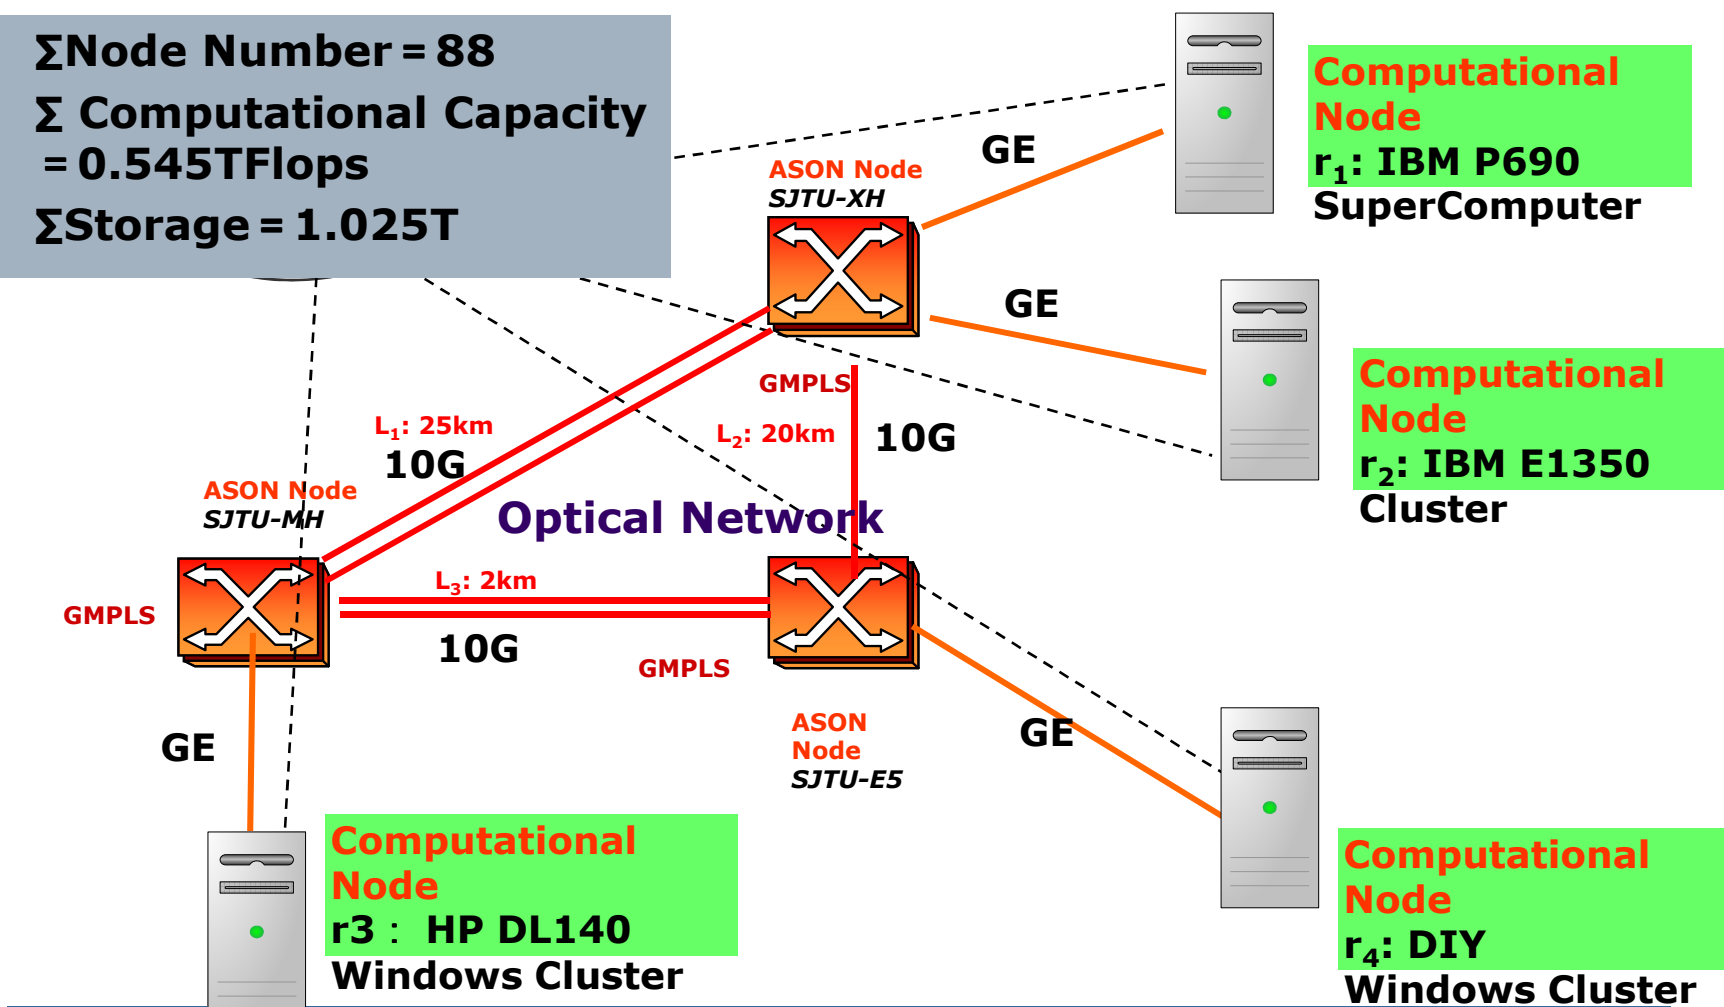 ∑Node Number = 88
∑ Computational Capacity
= 0.545TFlops
∑Storage = 1.025T
Computational
Node
r1: IBM P690
SuperComputer
GE
ASON Node
SJTU-XH
GE
GMPLS
L1: 25km
10G
L2: 20km
10G
Computational
Node
r2: IBM E1350
Cluster
ASON Node
SJTU-MH
Optical Network
L3: 2km
GMPLS
10G
GMPLS
ASON
Node
SJTU-E5
GE
GE
Computational
Node
r3： HP DL140
Windows Cluster
Computational
Node
r4: DIY
Windows Cluster